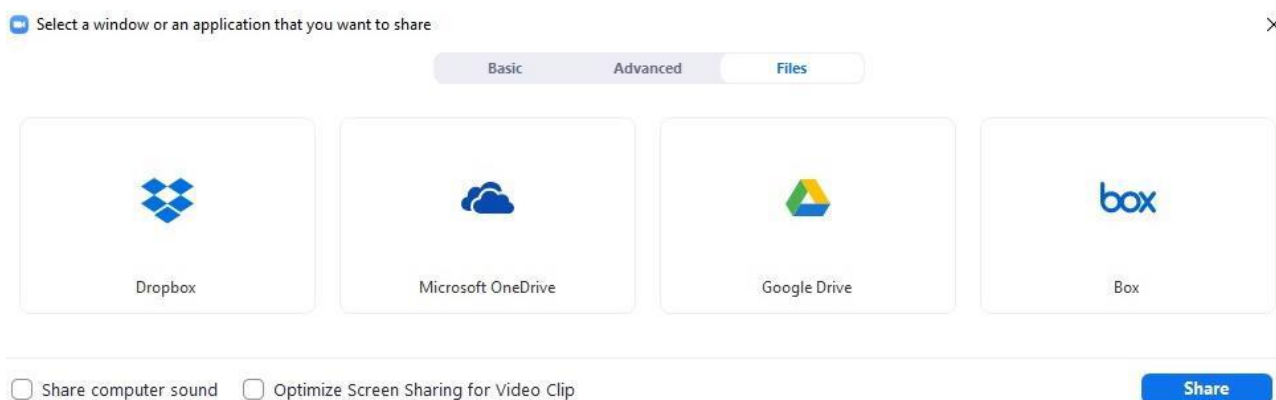 Select a window or an application that you want to share
Basic Advanced Files
box
Dropbox Microsoft OneDrive Google Drive Box
Share computer sound Optimize Screen Sharing for Video Clip Share